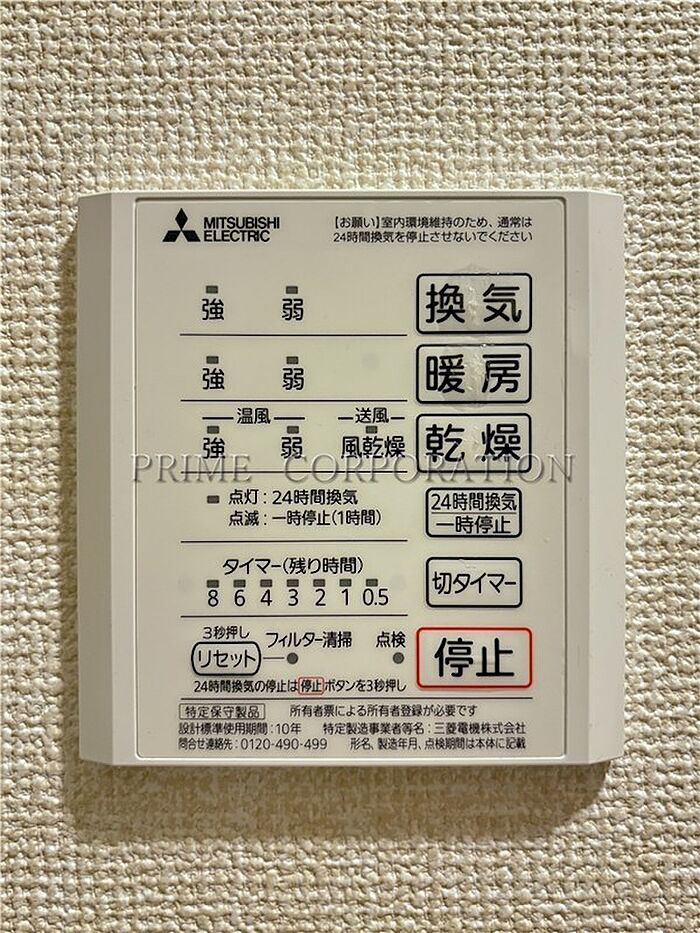 MITSUBISHI
ELECTRIC
【お願い】室内環境維持のため、通常は
24時間換気を停止させないでください
強 弱 換気
強 弱 暖房
温風 送風
強 弱 風乾燥 乾燥
PRIME CORPORATION
点灯：24時間換気
点滅：一時停止(1時間)
24時間換気
一時停止
タイマー(残り時間)
8 6 4 3 2 1 0.5
切タイマー
3秒押し
リセット フィルター清掃 点検
停止
24時間換気の停止は停止ボタンを3秒押し
特定保守製品 所有者票による所有者登録が必要です
設計標準使用期間：10年 特定製造事業者等名：三菱電機株式会社
問合せ連絡先：0120-490-499 形名、製造年月、点検期間は本体に記載